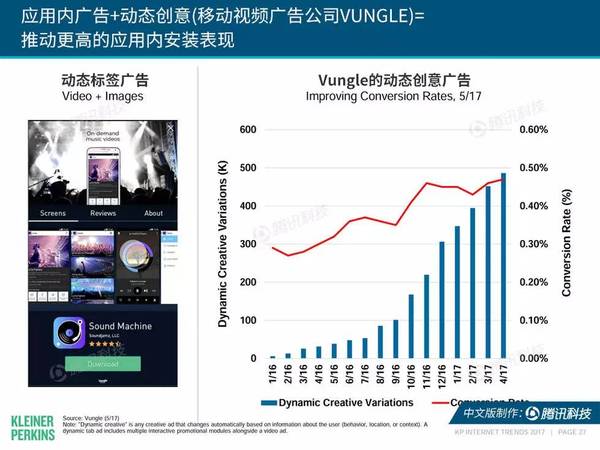 应用内广告+动态创意(移动视频广告公司VUNGLE)=
推动更高的应用内安装表现
动态标签广告
Video + Images
On-demand
music videos
Screens
Reviews
About
Sound Machine
Soundjamz, LLC
Download
Vungle的动态创意广告
Improving Conversion Rates, 5/17
腾讯科技
Dynamic Creative Variations (K)
600
500
400
300
200
100
0
0.60%
0.50%
0.40%
0.30%
0.20%
0.10%
0.00%
Conversion Rate (%)
1/16
2/16
3/16
4/16
5/16
6/16
7/16
8/16
9/16
10/16
11/16
12/16
1/17
2/17
3/17
4/17
Dynamic Creative Variations
Conversion Rate
KLEINER
PERKINS
Source: Vungle (5/17)
Note: "Dynamic creative" is any creative ad that changes automatically based on information about the user (behavior, location, or context). A
dynamic tab ad includes multiple interactive promotional modules alongside a video ad.
中文版制作：腾讯科技
KP INTERNET TRENDS 2017 | PAGE 27